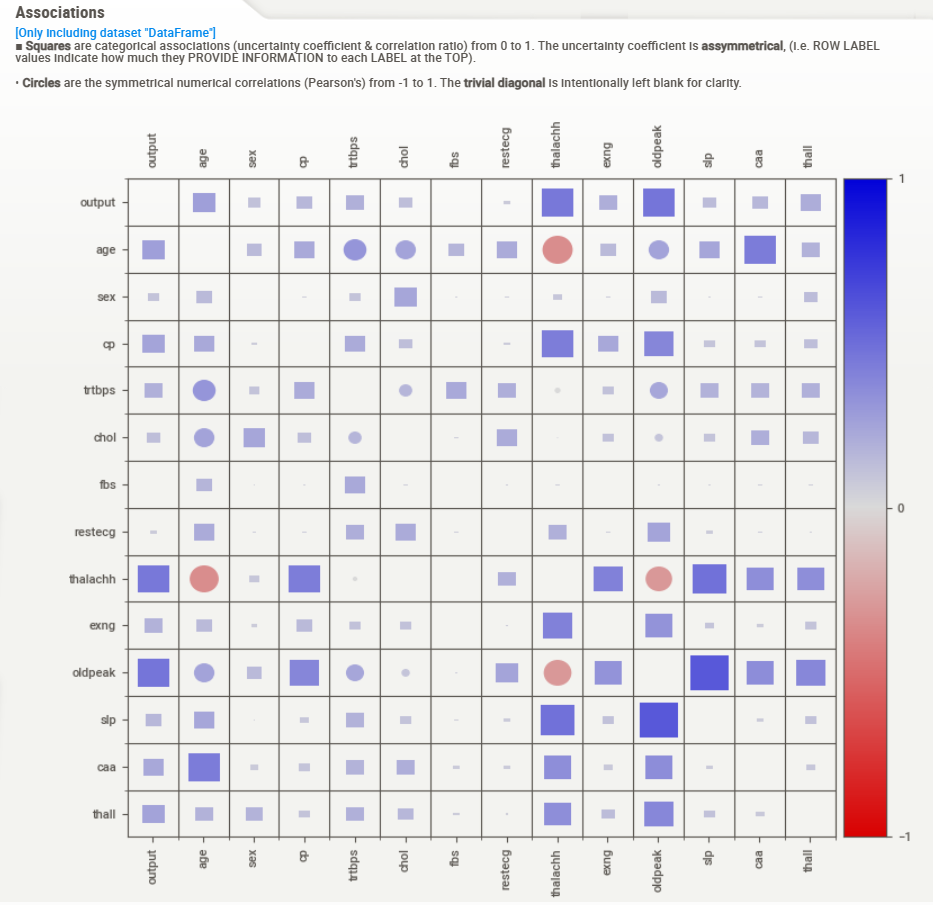 Associations
[Only including dataset "DataFrame"]
■ Squares are categorical associations (uncertainty coefficient & correlation ratio) from 0 to 1. The uncertainty coefficient is assymmetrical, (i.e. ROW LABEL
values indicate how much they PROVIDE INFORMATION to each LABEL at the TOP).
• Circles are the symmetrical numerical correlations (Pearson's) from -1 to 1. The trivial diagonal is intentionally left blank for clarity.
output age sex cp trtbps chol fbs restecg thalachh exng oldpeak slp caa thall
output
age
sex
cp
trtbps
chol
fbs
restecg
thalachh
exng
oldpeak
slp
caa
thall
output age sex cp trtbps chol fbs restecg thalachh exng oldpeak slp caa thall
1
0
-1